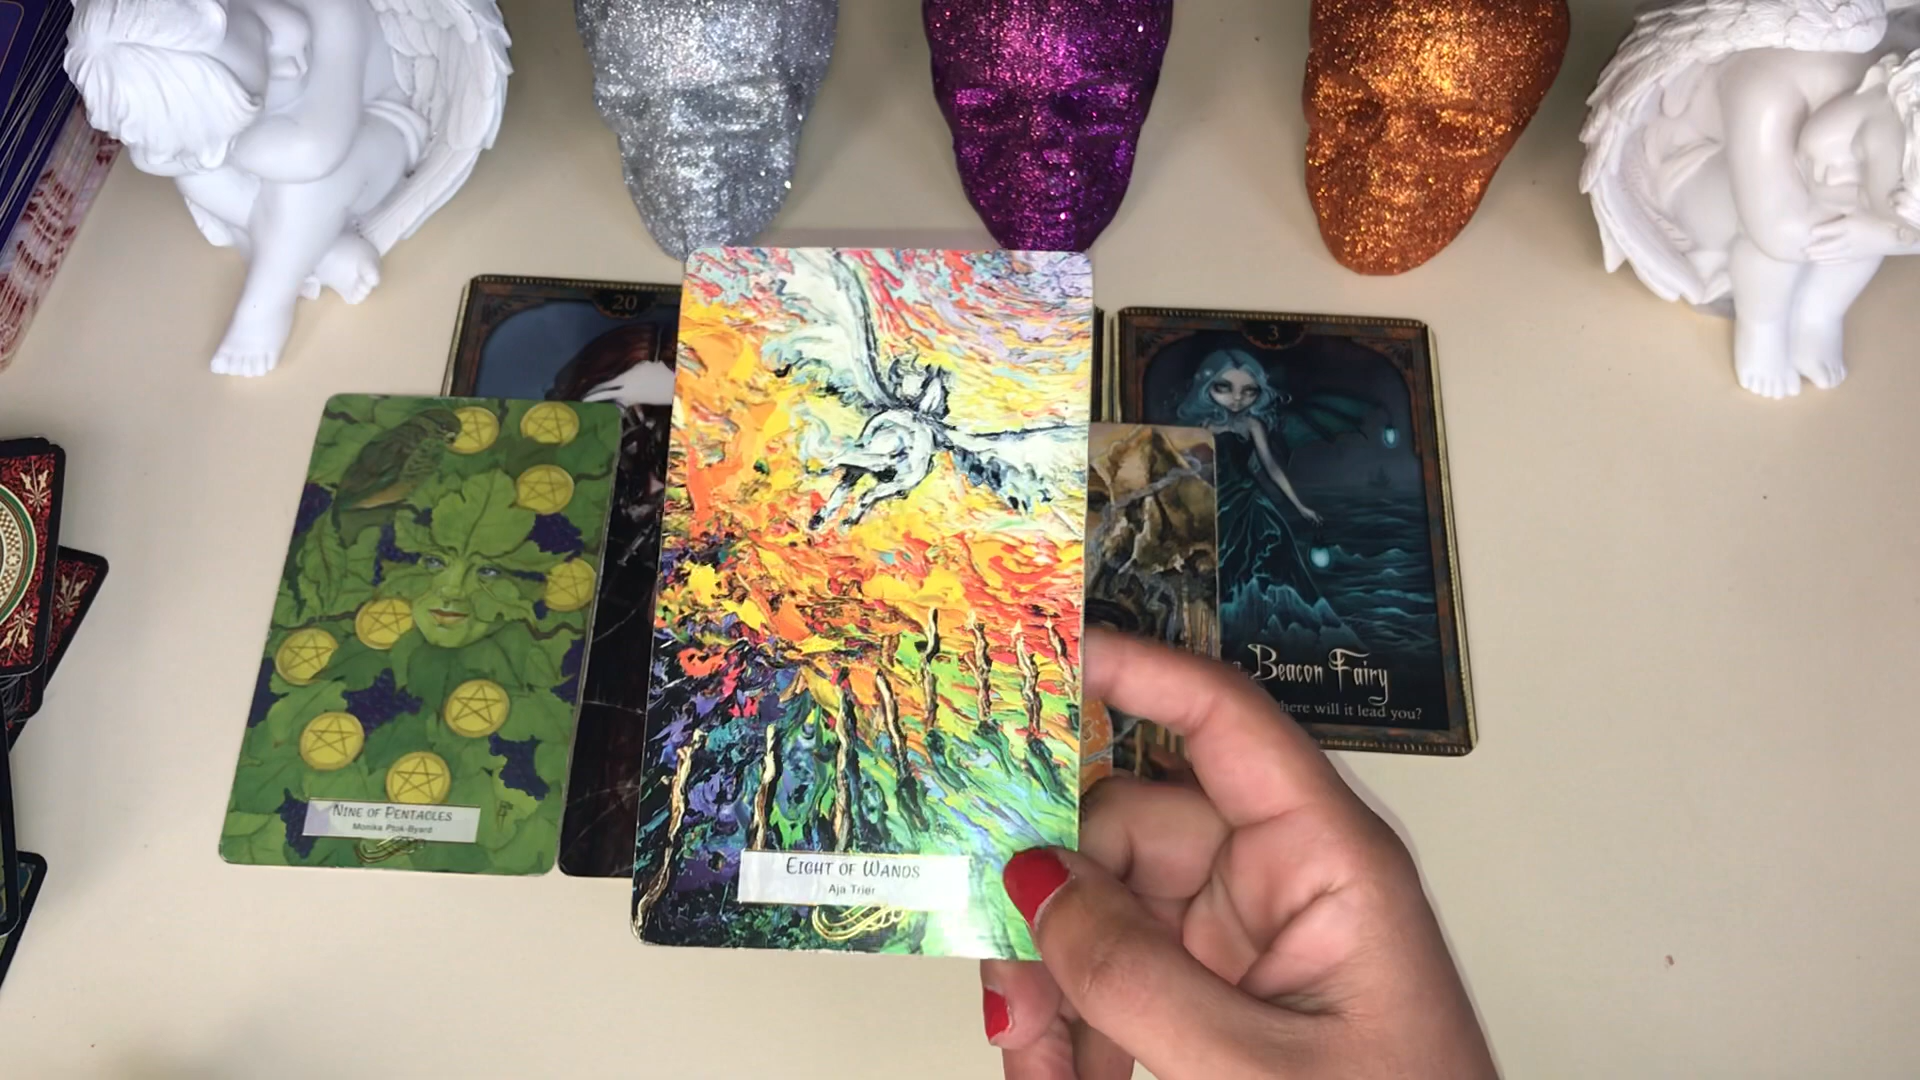 20
3
Beacon Fairy
here will it lead you?
NINE OF PENTACLES
Monika Ptok-Byard
EIGHT OF WANDS
Aja Trier